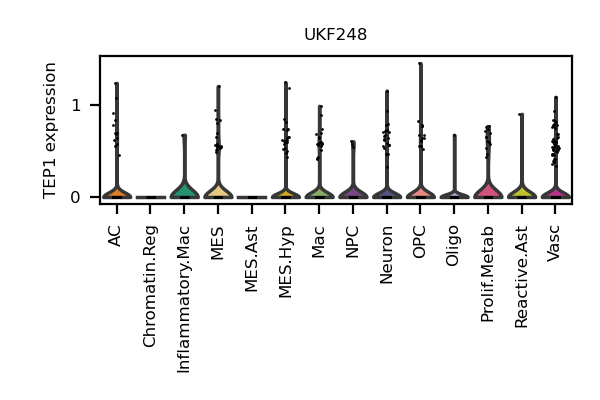 UKF248
TEP1 expression
1
0
AC
Chromatin.Reg
Inflammatory.Mac
MES
MES.Ast
MES.Hyp
Mac
NPC
Neuron
OPC
Oligo
Prolif.Metab
Reactive.Ast
Vasc